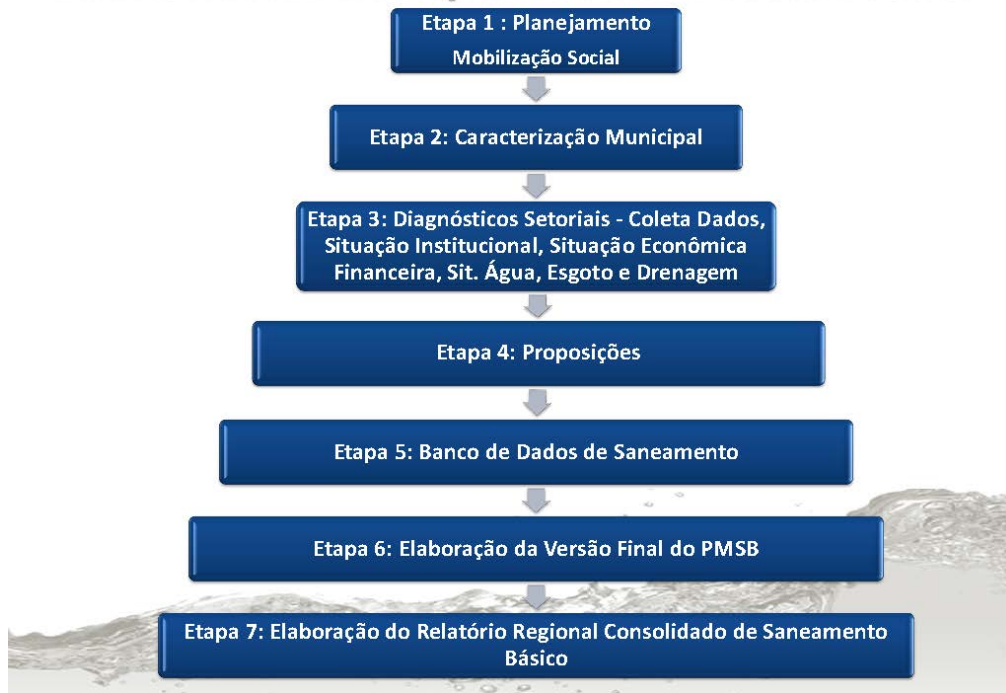 Etapa 1 : Planejamento
Mobilização Social
Etapa 2: Caracterização Municipal
Etapa 3: Diagnósticos Setoriais - Coleta Dados,
Situação Institucional, Situação Econômica
Financeira, Sit. Água, Esgoto e Drenagem
Etapa 4: Proposições
Etapa 5: Banco de Dados de Saneamento
Etapa 6: Elaboração da Versão Final do PMSB
Etapa 7: Elaboração do Relatório Regional Consolidado de Saneamento
Básico